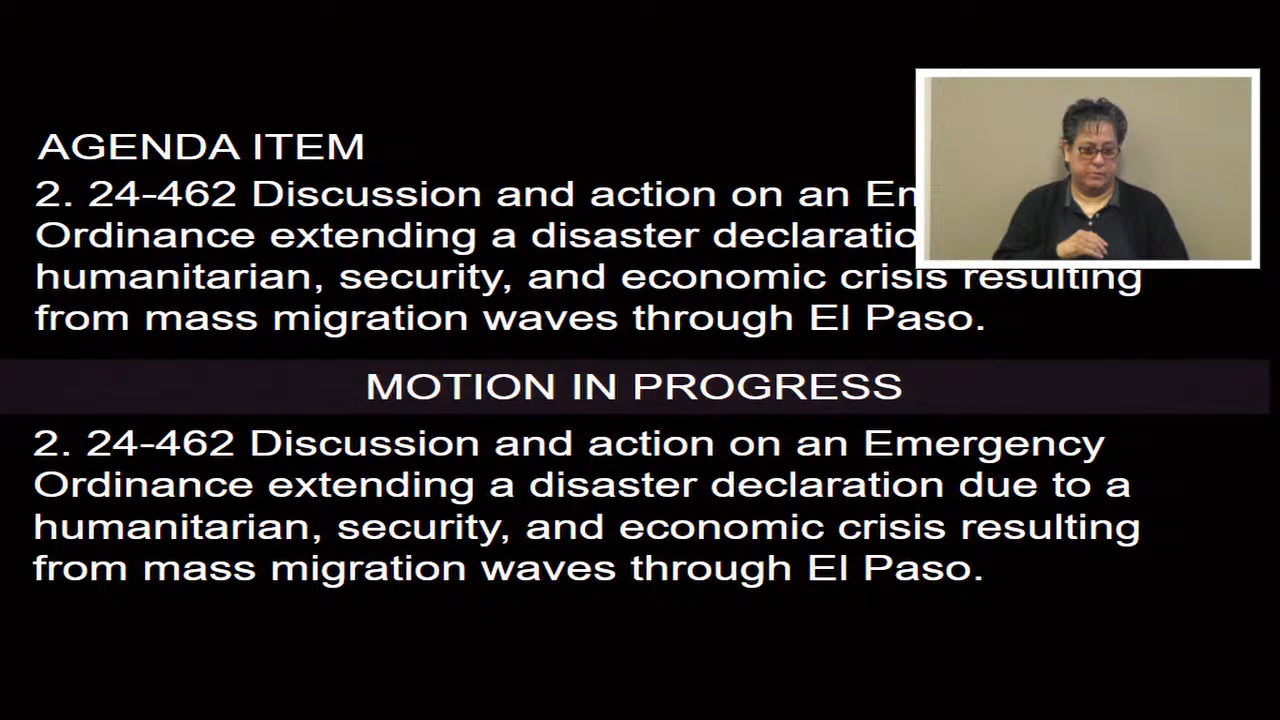 AGENDA ITEM
2. 24-462 Discussion and action on an
Ordinance extending a disaster
humanitarian, security, and economic crisis resulting
from mass migration waves through El Paso.
MOTION IN PROGRESS
2. 24-462 Discussion and action on an Emergency
Ordinance extending a disaster declaration due to a
humanitarian, security, and economic crisis resulting
from mass migration waves through El Paso.